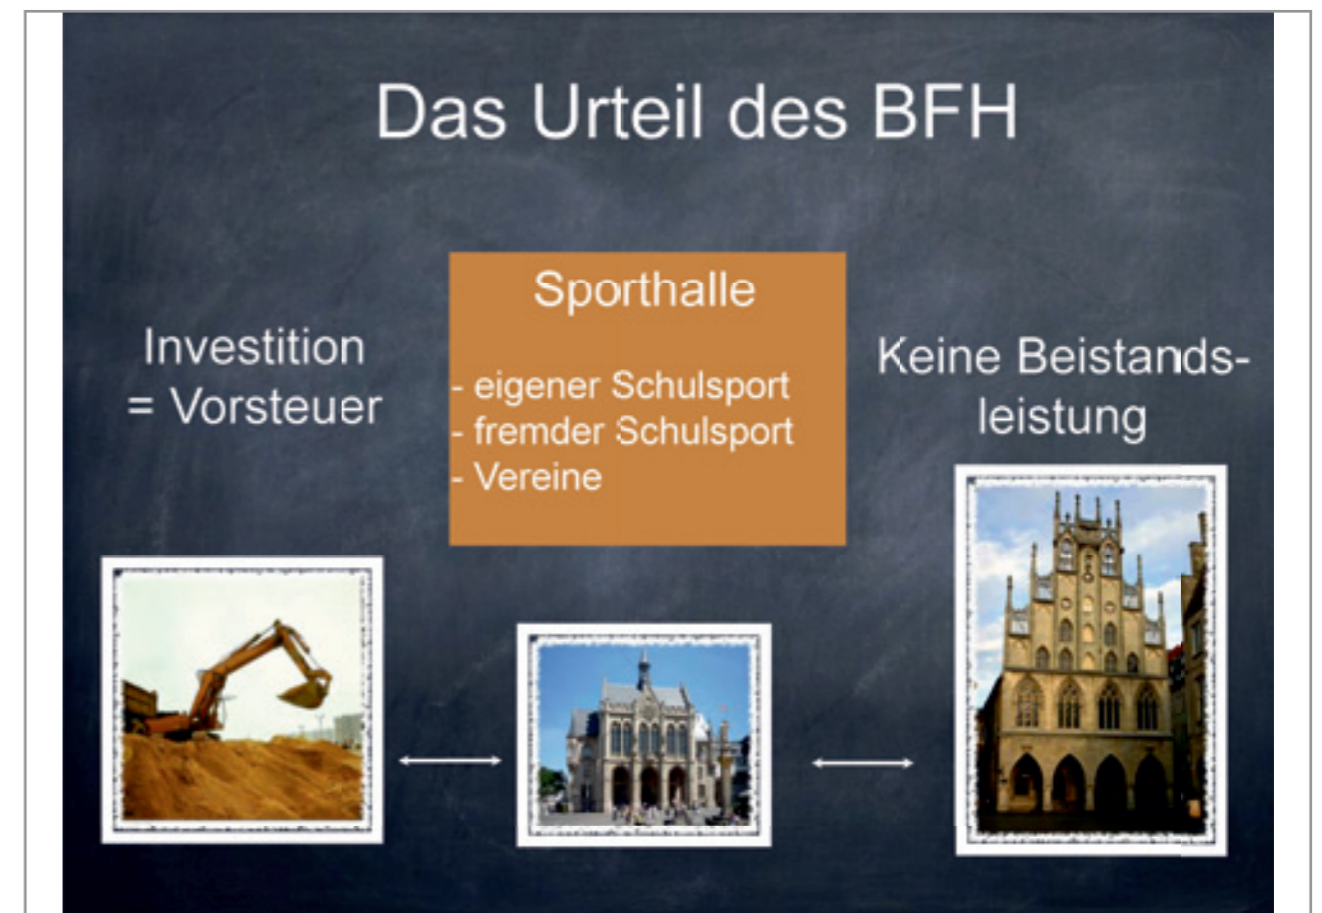 Das Urteil des BFH
Investition
= Vorsteuer
Sporthalle
- eigener Schulsport
- fremder Schulsport
- Vereine
Keine Beistands-
leistung